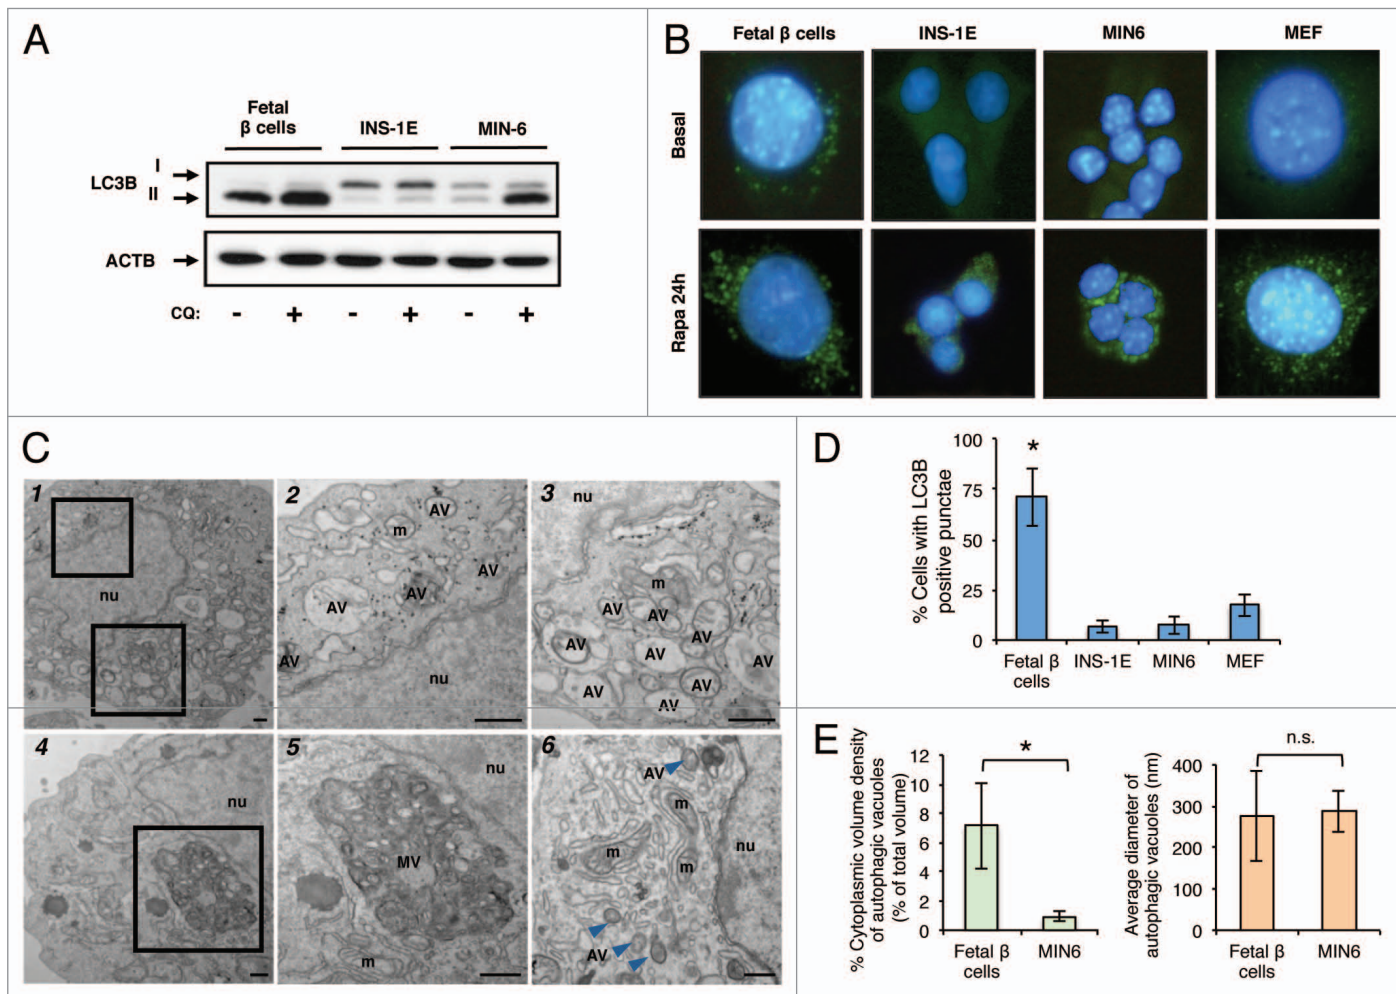 A
Fetal
β cells
INS-1E
MIN-6
LC3B
I
II
ACTB
CQ: - + - + - +
B
Fetal β cells
INS-1E
MIN6
MEF
Basal
Rapa 24h
C
1
nu
2
AV
m
AV
AV
AV
AV
nu
3
nu
m
AV
AV
AV
AV
AV
AV
AV
AV
AV
4
nu
5
nu
MV
m
6
AV
m
m
m
nu
AV
D
% Cells with LC3B
positive punctae
100
75
50
25
0
*
Fetal β
cells
INS-1E
MIN6
MEF
E
% Cytoplasmic volume density
of autophagic vacuoles
(% of total volume)
12
10
8
6
4
2
0
*
Fetal β
cells
MIN6
Average diameter of
autophagic vacuoles (nm)
400
300
200
100
0
n.s.
Fetal β
cells
MIN6